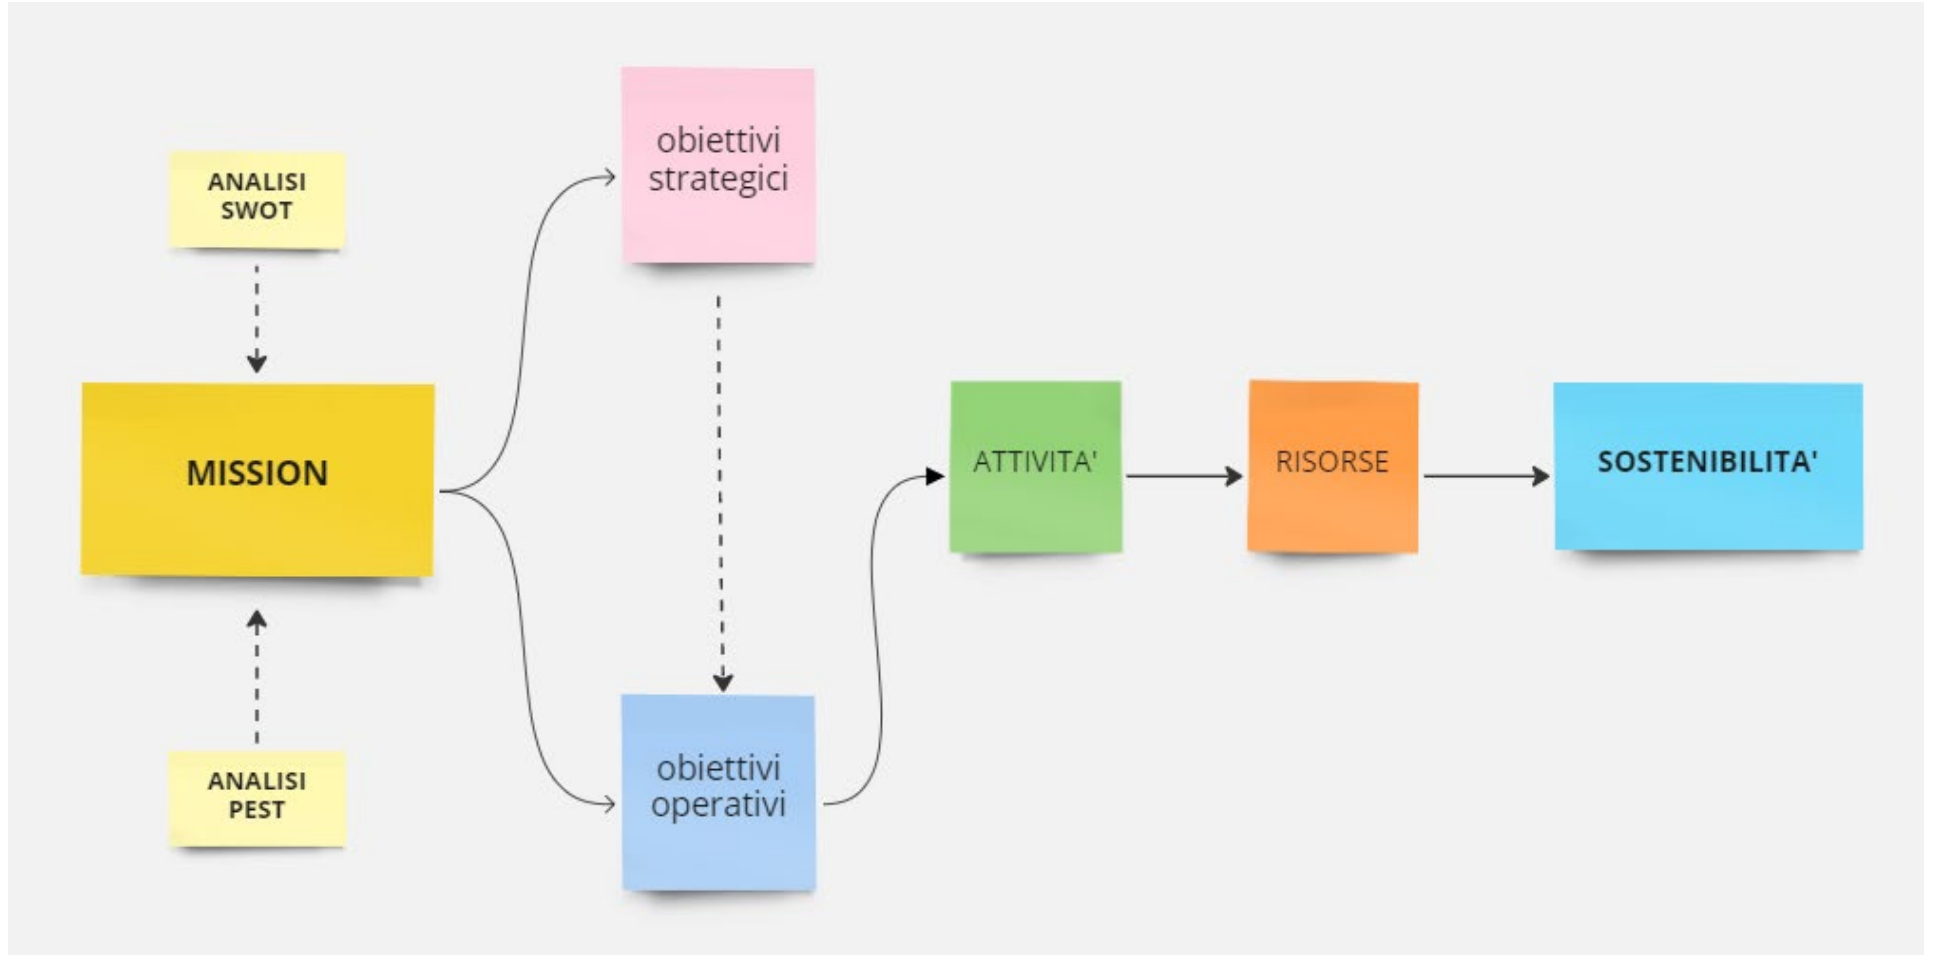 ANALISI
SWOT
MISSION
ANALISI
PEST
obiettivi
strategici
obiettivi
operativi
ATTIVITA'
RISORSE
SOSTENIBILITA'